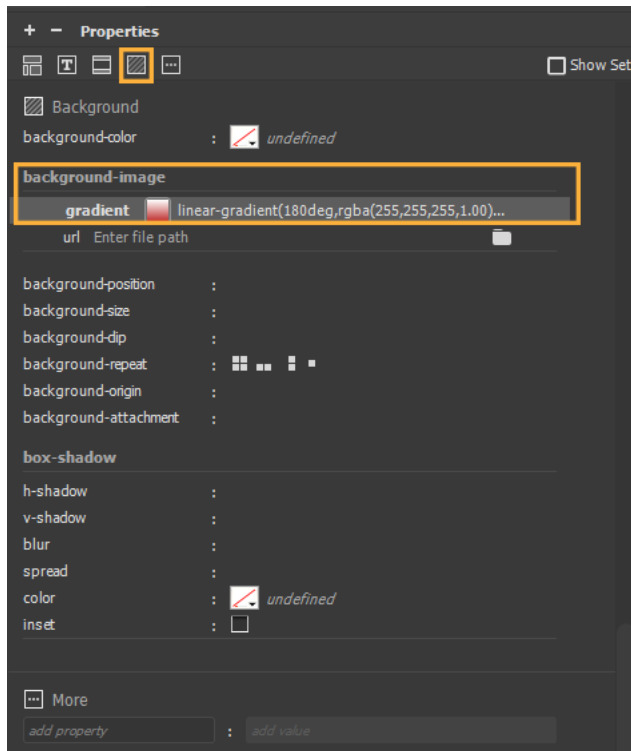 + − Properties
T Show Set
Background
background-color : undefined
background-image
gradient linear-gradient(180deg,rgba(255,255,255,1.00)...
url Enter file path
background-position :
background-size :
background-clip :
background-repeat :
background-origin :
background-attachment :
box-shadow
h-shadow :
v-shadow :
blur :
spread :
color : undefined
inset :
More
add property : add value